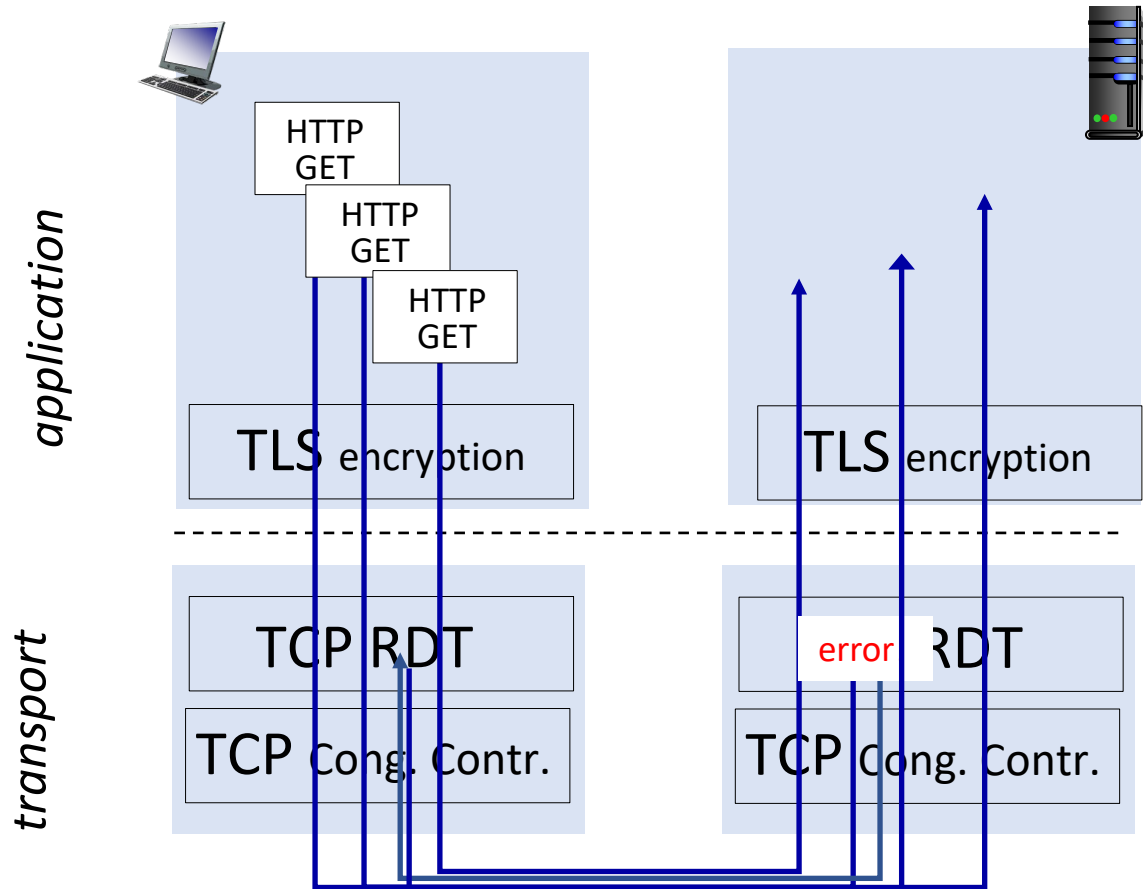 application
HTTP
GET
HTTP
GET
HTTP
GET
TLS encryption
TLS encryption
transport
TCP RDT
error RDT
TCP Cong. Contr.
TCP Cong. Contr.